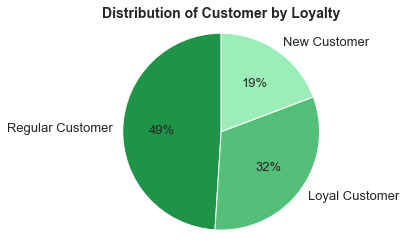 Distribution of Customer by Loyalty
New Customer
19%
Regular Customer
49%
32%
Loyal Customer